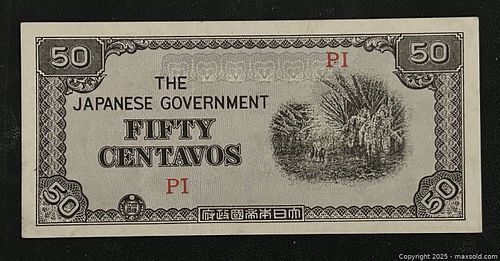 50
50
PI
THE
JAPANESE GOVERNMENT
FIFTY
CENTAVOS
PI
50
府政國帝本日大
50
Copyright 2025 - maxsold.com